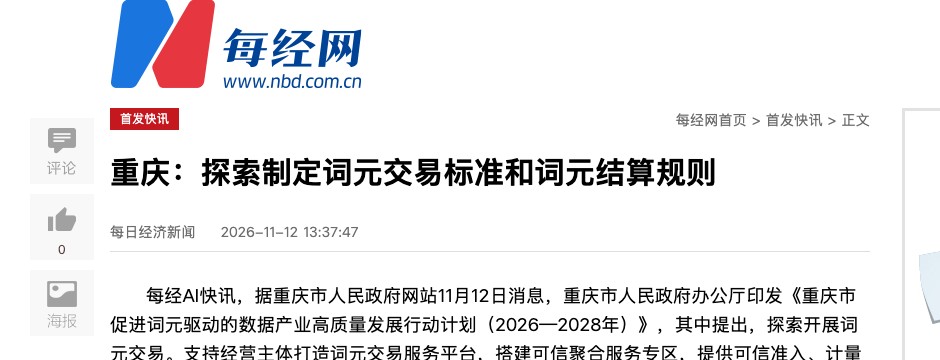 每经网
www.nbd.com.cn
首发快讯
每经网首页 > 首发快讯 > 正文
评论
重庆：探索制定词元交易标准和词元结算规则
0
每日经济新闻 2026-11-12 13:37:47
海报
每经AI快讯，据重庆市人民政府网站11月12日消息，重庆市人民政府办公厅印发《重庆市
促进词元驱动的数据产业高质量发展行动计划（2026—2028年）》，其中提出，探索开展词
元交易。支持经营主体打造词元交易服务平台，搭建可信聚合服务专区，提供可信准入、计量